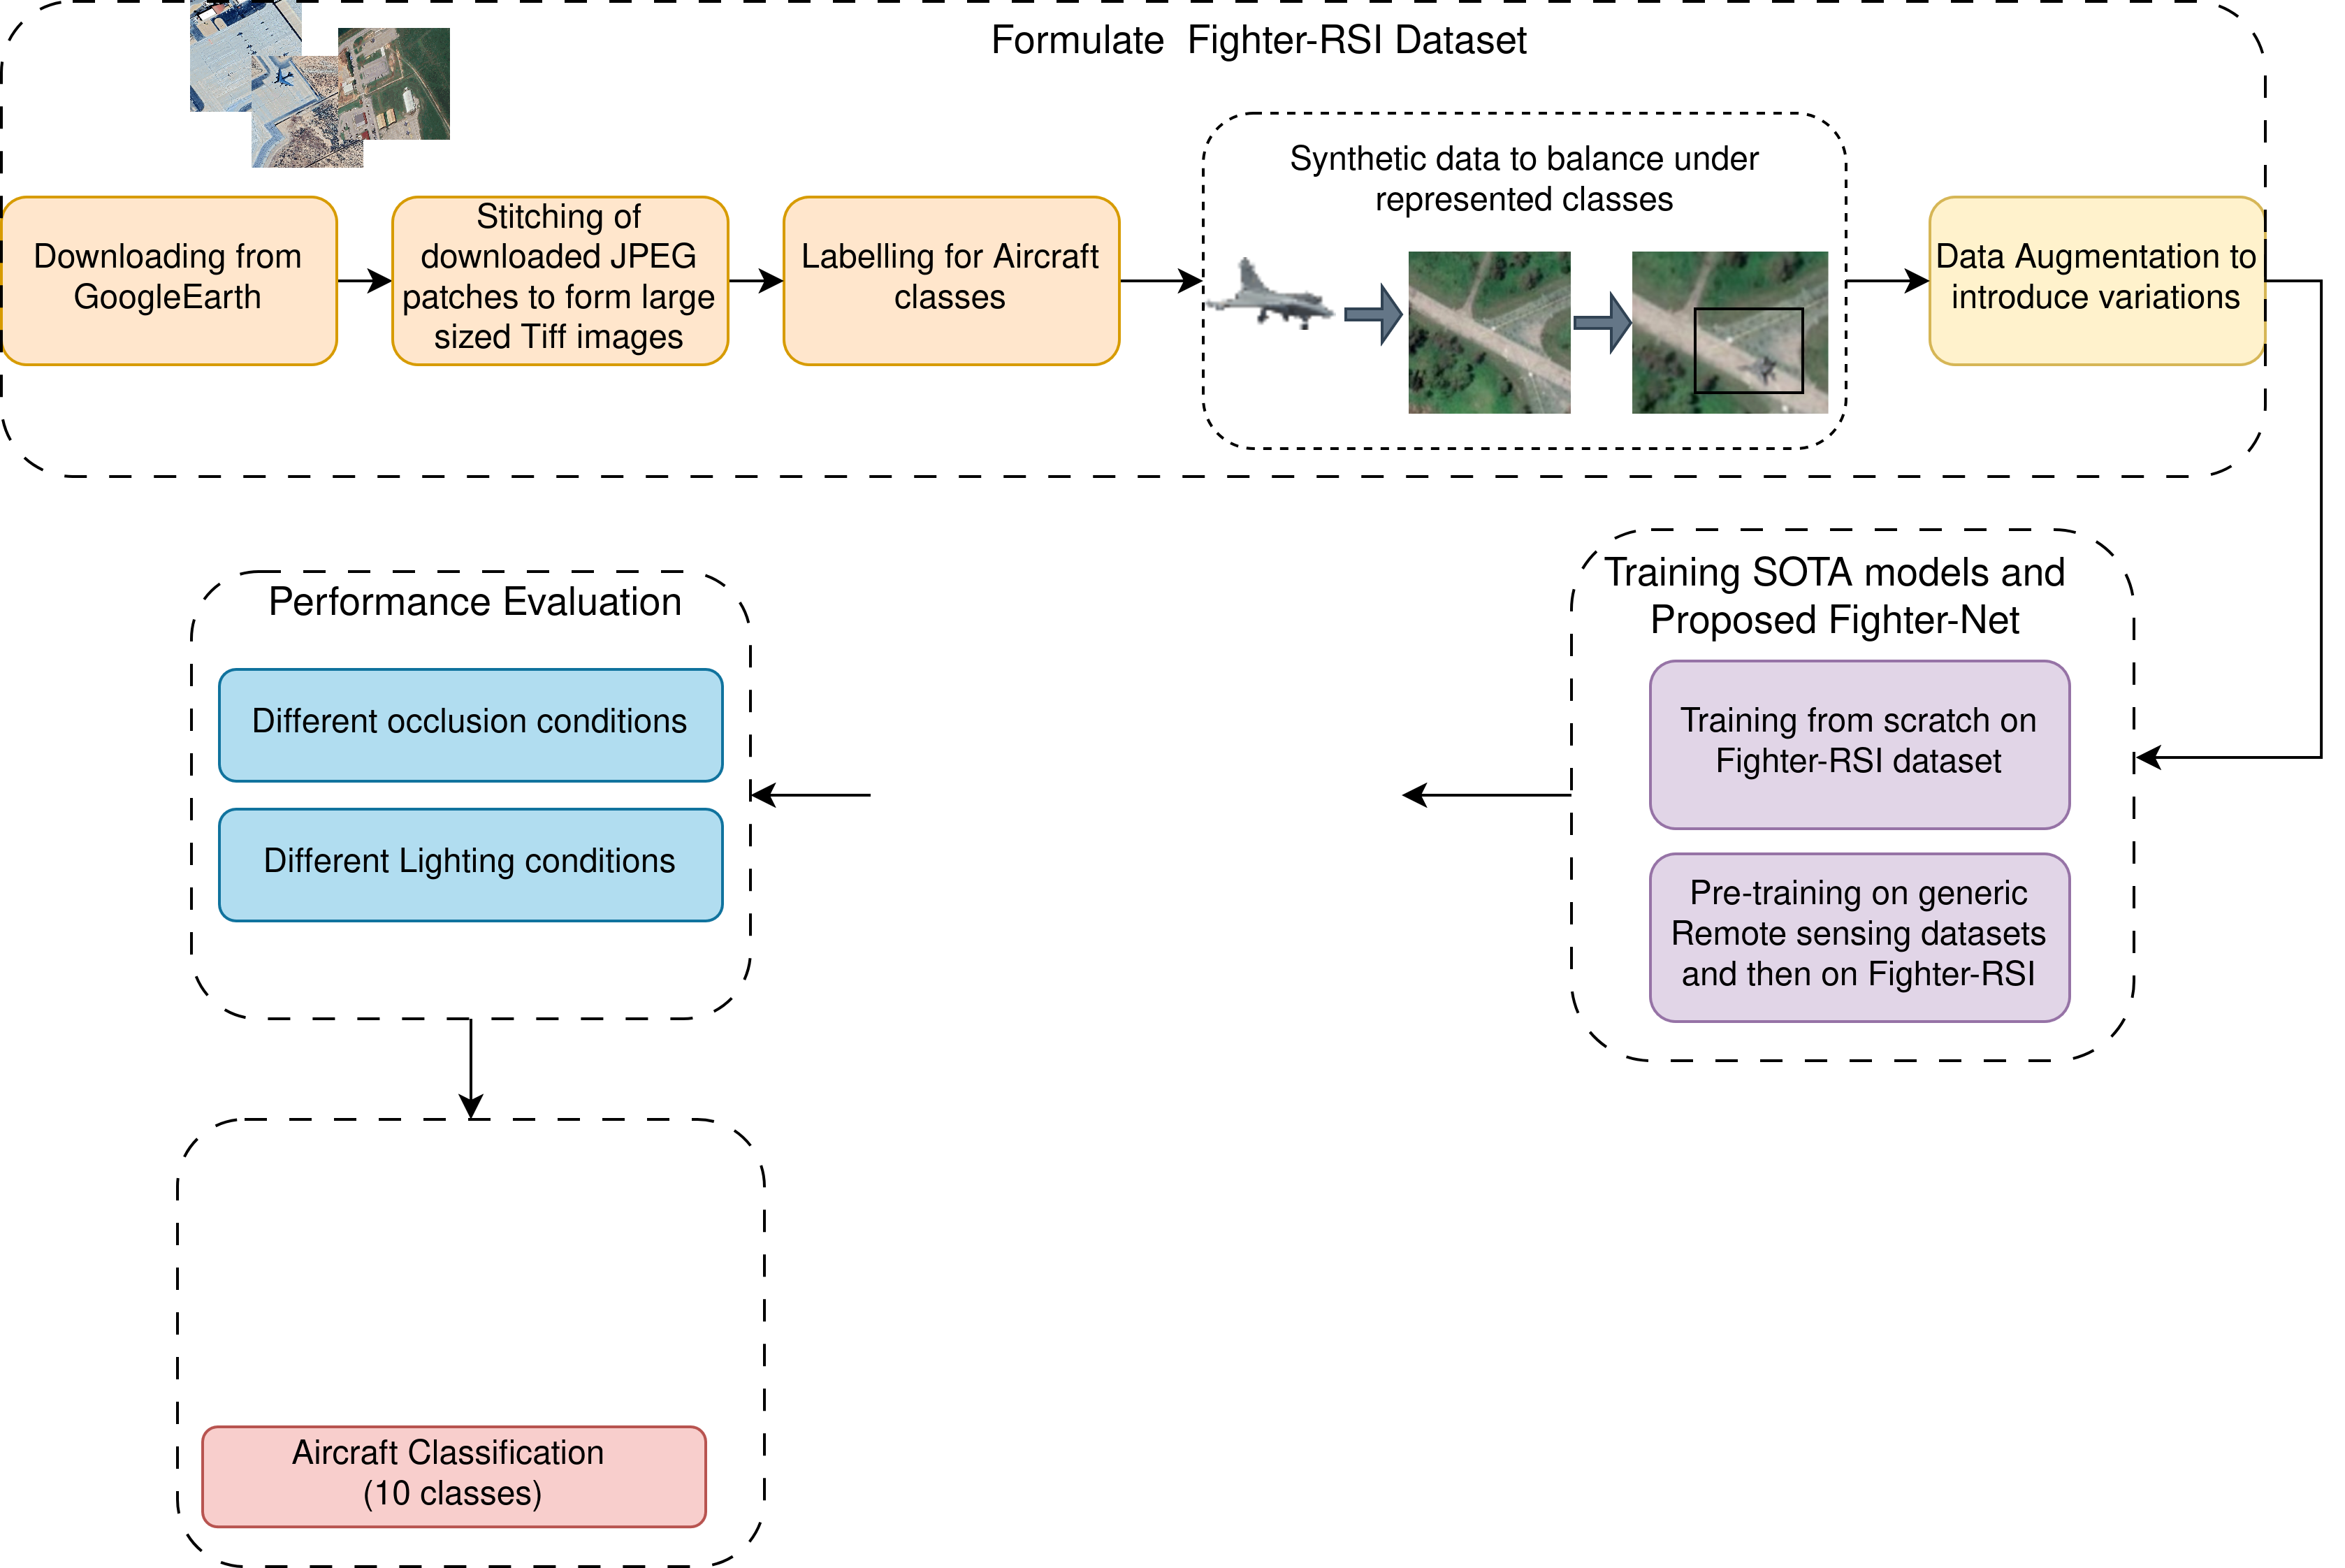 Formulate Fighter-RSI Dataset
Downloading from
GoogleEarth
Stitching of
downloaded JPEG
patches to form large
sized Tiff images
Labelling for Aircraft
classes
Synthetic data to balance under
represented classes
Data Augmentation to
introduce variations
Training SOTA models and
Proposed Fighter-Net
Training from scratch on
Fighter-RSI dataset
Pre-training on generic
Remote sensing datasets
and then on Fighter-RSI
Performance Evaluation
Different occlusion conditions
Different Lighting conditions
Aircraft Classification
(10 classes)